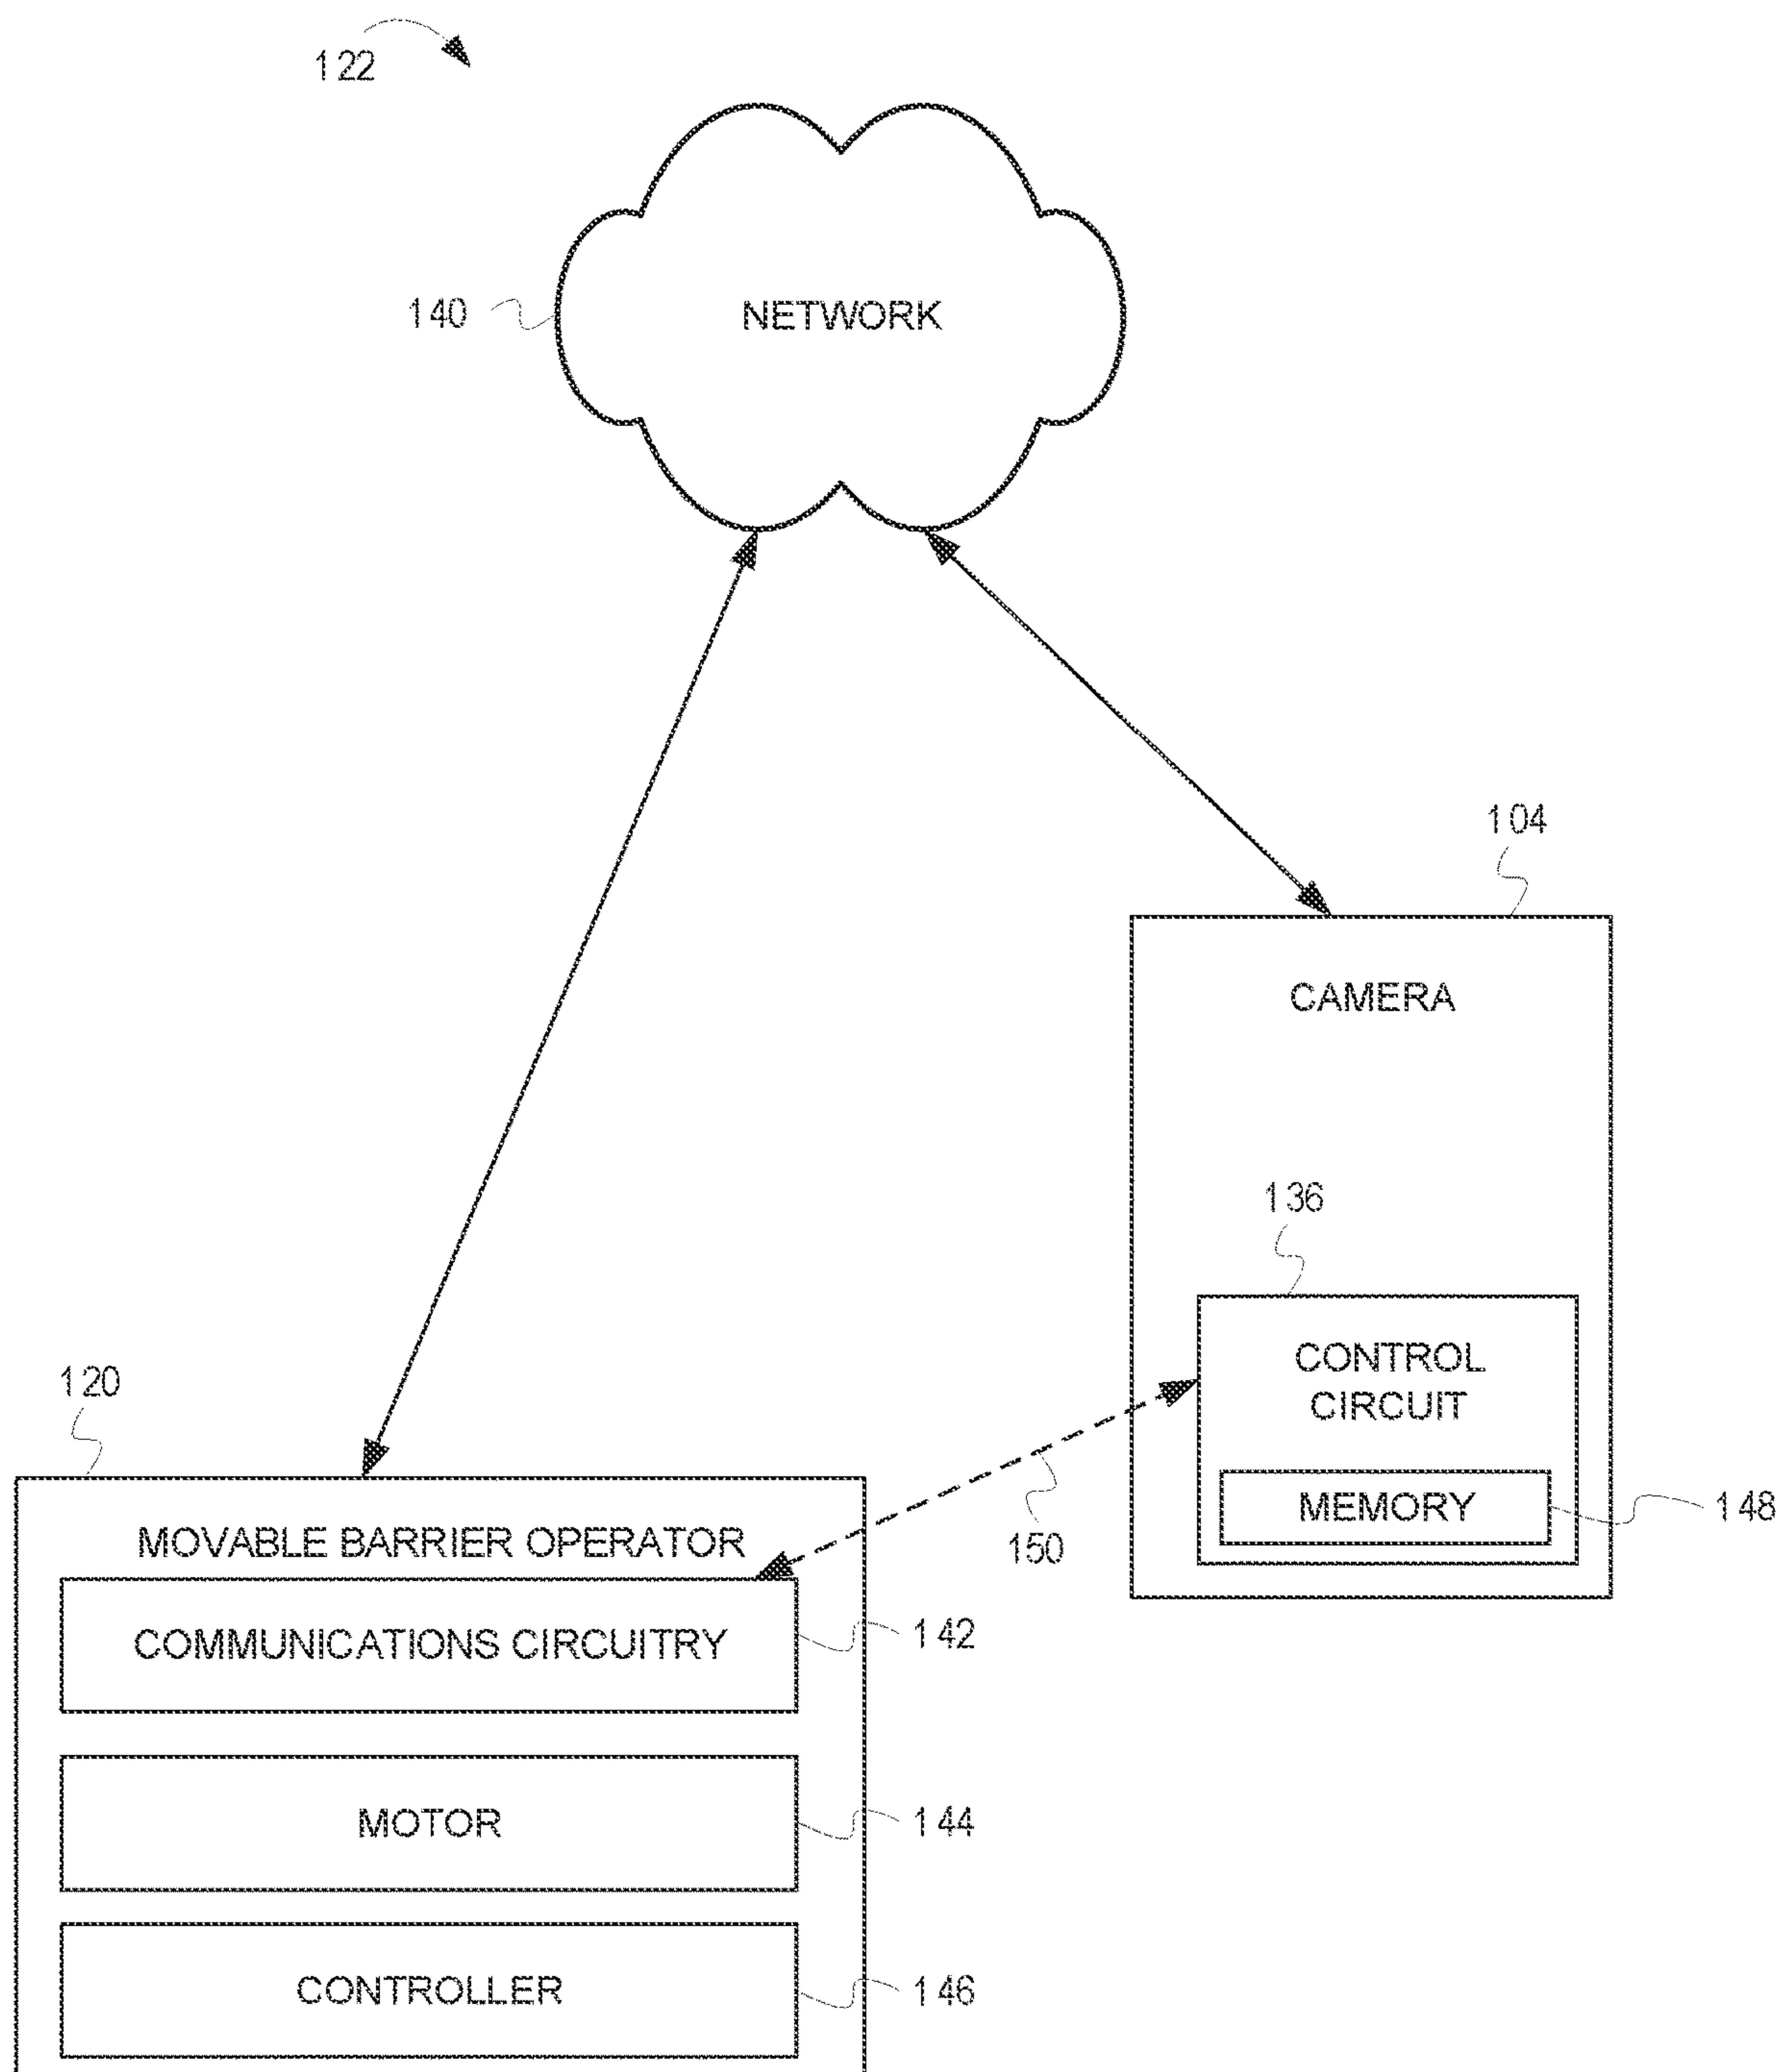 122
140
NETWORK
104
CAMERA
136
CONTROL
CIRCUIT
MEMORY
148
150
120
MOVABLE BARRIER OPERATOR
COMMUNICATIONS CIRCUITRY
142
MOTOR
144
CONTROLLER
146